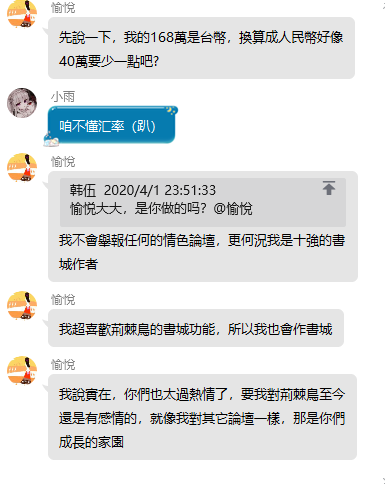 愉悅
先說一下，我的168萬是台幣，換算成人民幣好像
40萬要少一點吧?
小雨
咱不懂汇率（趴）
愉悅
韩伍 2020/4/1 23:51:33
愉悦大大，是你做的吗？@愉悅
我不會舉報任何的情色論壇，更何況我是十強的書
城作者
愉悅
我超喜歡荊棘鳥的書城功能，所以我也會作書城
愉悅
我說實在，你們也太過熱情了，要我對荊棘鳥至今
還是有感情的，就像我對其它論壇一樣，那是你們
成長的家園